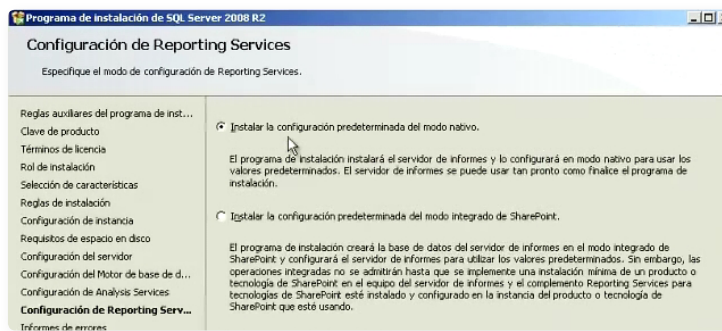 Programa de instalación de SQL Server 2008 R2
Configuración de Reporting Services
Especifique el modo de configuración de Reporting Services.
Reglas auxiliares del programa de inst...
Clave de producto
Términos de licencia
Rol de instalación
Selección de características
Reglas de instalación
Configuración de instancia
Requisitos de espacio en disco
Configuración del servidor
Configuración del Motor de base de d...
Configuración de Analysis Services
Configuración de Reporting Serv...
Informes de errores
Instalar la configuración predeterminada del modo nativo.
El programa de instalación instalará el servidor de informes y lo configurará en modo nativo para usar los
valores predeterminados. El servidor de informes se puede usar tan pronto como finalice el programa de
instalación.
Instalar la configuración predeterminada del modo integrado de SharePoint.
El programa de instalación creará la base de datos del servidor de informes en el modo integrado de
SharePoint y configurará el servidor de informes para utilizar los valores predeterminados. Sin embargo, las
operaciones integradas no se admitirán hasta que se implemente una instalación mínima de un producto o
tecnología de SharePoint en el equipo del servidor de informes y el complemento Reporting Services para
tecnologías de SharePoint esté instalado y configurado en la instancia del producto o tecnología de
SharePoint que esté usando.